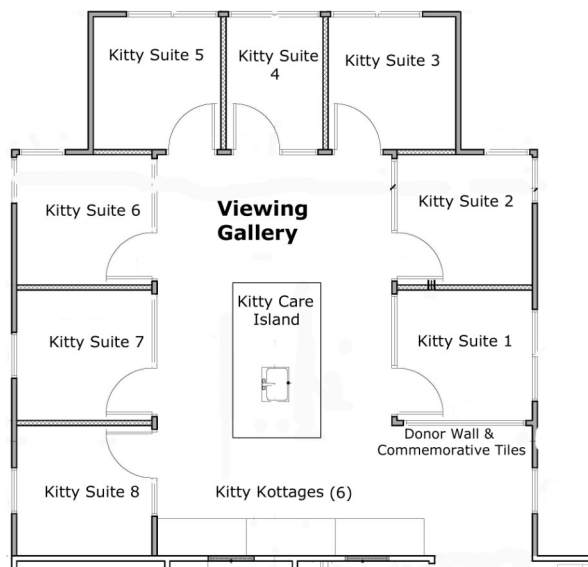 Kitty Suite 5
Kitty Suite
4
Kitty Suite 3
Kitty Suite 6
Viewing
Gallery
Kitty Suite 2
Kitty Care
Island
Kitty Suite 7
Kitty Suite 1
Donor Wall &
Commemorative Tiles
Kitty Suite 8
Kitty Kottages (6)